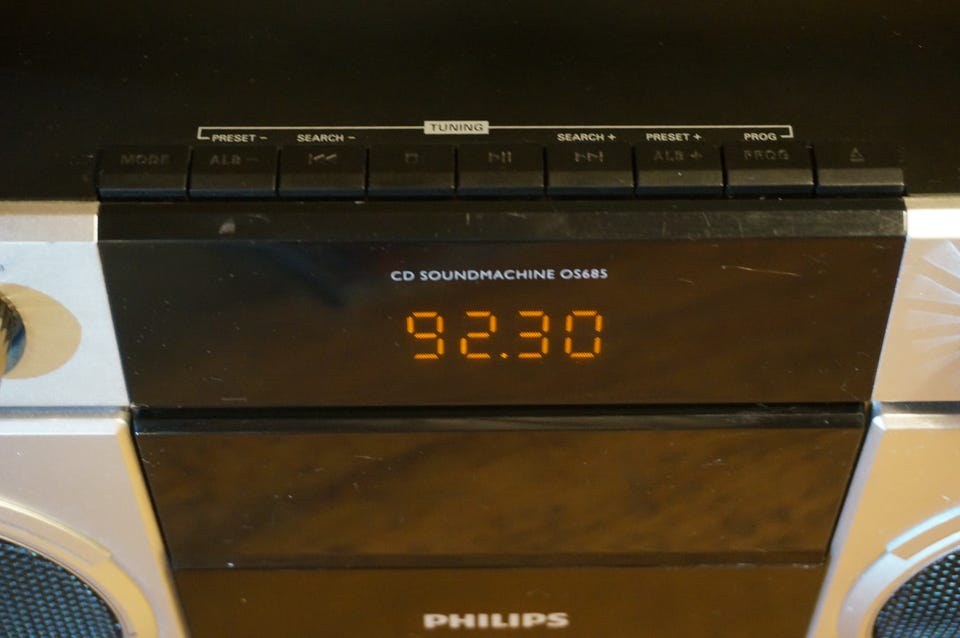 TUNING
PRESET – SEARCH – SEARCH + PRESET + PROG
MODE ALB – ALB + PROG
CD SOUNDMACHINE OS685
92.30
PHILIPS